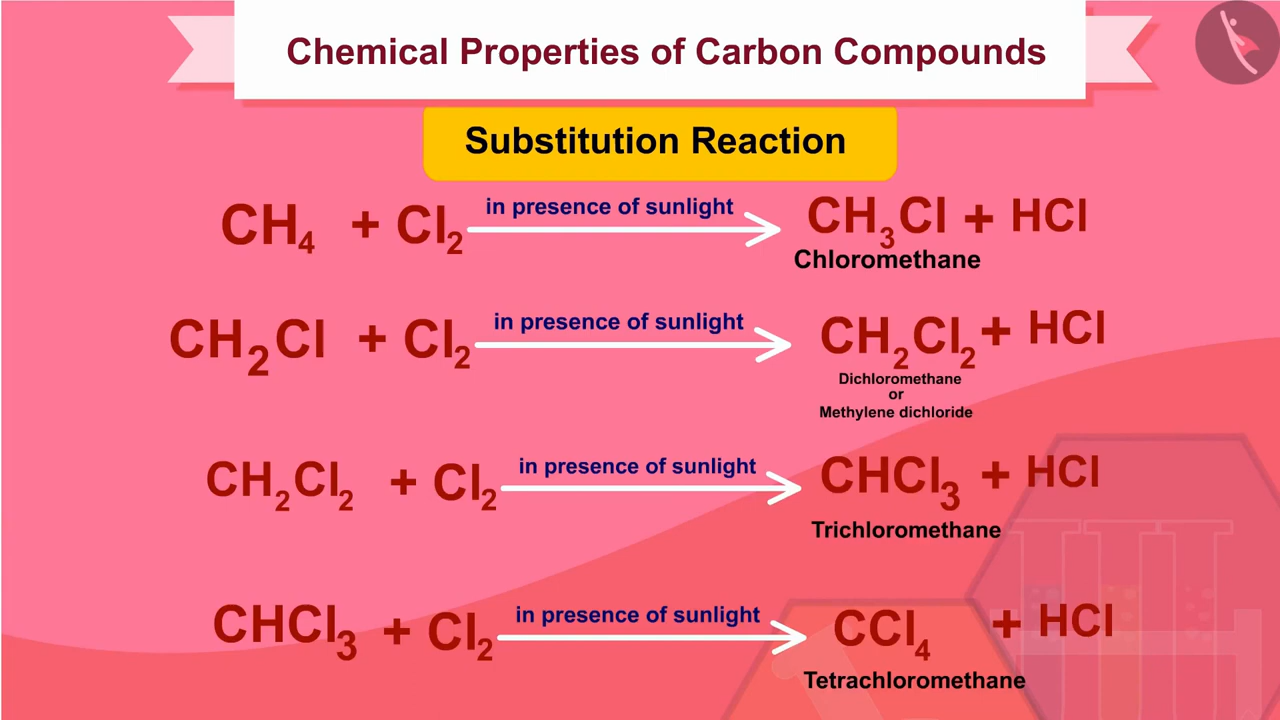 Chemical Properties of Carbon Compounds
Substitution Reaction
CH₄ + Cl₂ in presence of sunlight → CH₃Cl + HCl
Chloromethane
CH₂Cl + Cl₂ in presence of sunlight → CH₂Cl₂ + HCl
Dichloromethane
or
Methylene dichloride
CH₂Cl₂ + Cl₂ in presence of sunlight → CHCl₃ + HCl
Trichloromethane
CHCl₃ + Cl₂ in presence of sunlight → CCl₄ + HCl
Tetrachloromethane